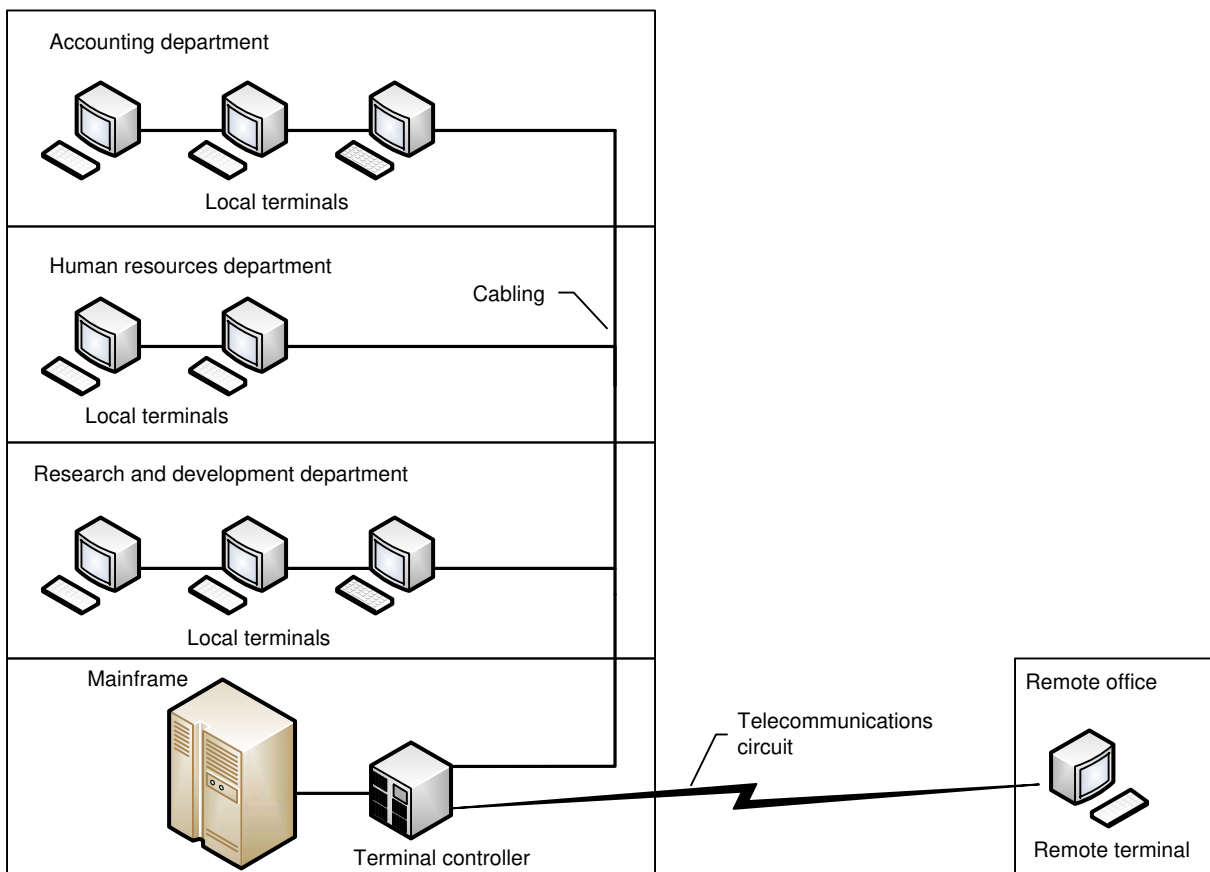 Accounting department
Local terminals
Human resources department
Cabling
Local terminals
Research and development department
Local terminals
Mainframe
Remote office
Telecommunications
circuit
Terminal controller
Remote terminal